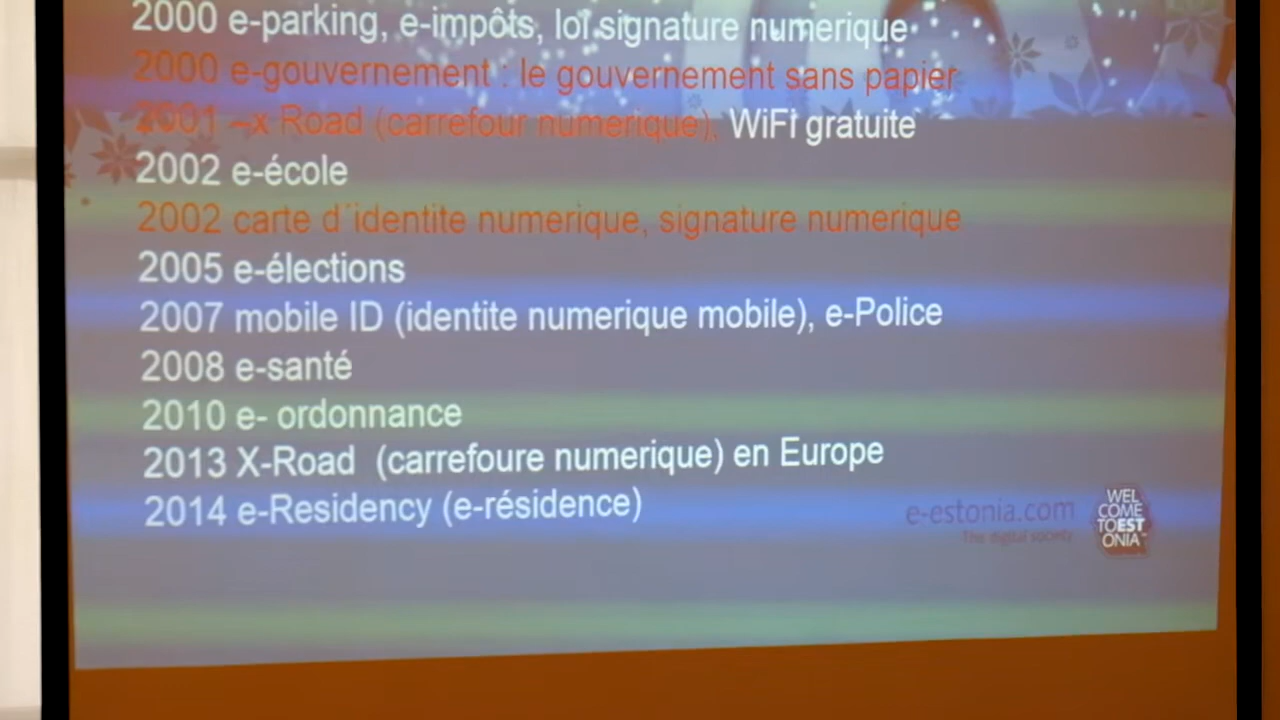 2000 e-parking, e-impôts, loi signature numerique
2000 e-gouvernement : le gouvernement sans papier
2001 –x Road (carrefour numerique), WiFi gratuite
2002 e-école
2002 carte d´identite numerique, signature numerique
2005 e-élections
2007 mobile ID (identite numerique mobile), e-Police
2008 e-santé
2010 e- ordonnance
2013 X-Road (carrefoure numerique) en Europe
2014 e-Residency (e-résidence)
e-estonia.com
The digital society
WEL
COME
TOEST
ONIA